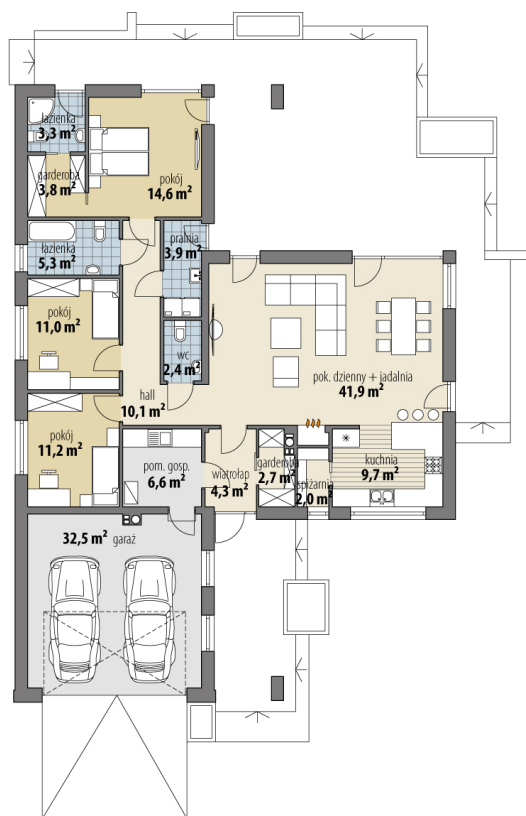 łazienka
3,3 m²
garderoba
3,8 m²
pokój
14,6 m²
łazienka
5,3 m²
pralnia
3,9 m²
pokój
11,0 m²
wc
2,4 m²
hall
10,1 m²
pok. dzienny + jadalnia
41,9 m²
pokój
11,2 m²
pom. gosp.
6,6 m²
wiatrołap
4,3 m²
garderoba
2,7 m²
spiżarnia
2,0 m²
kuchnia
9,7 m²
32,5 m² garaż